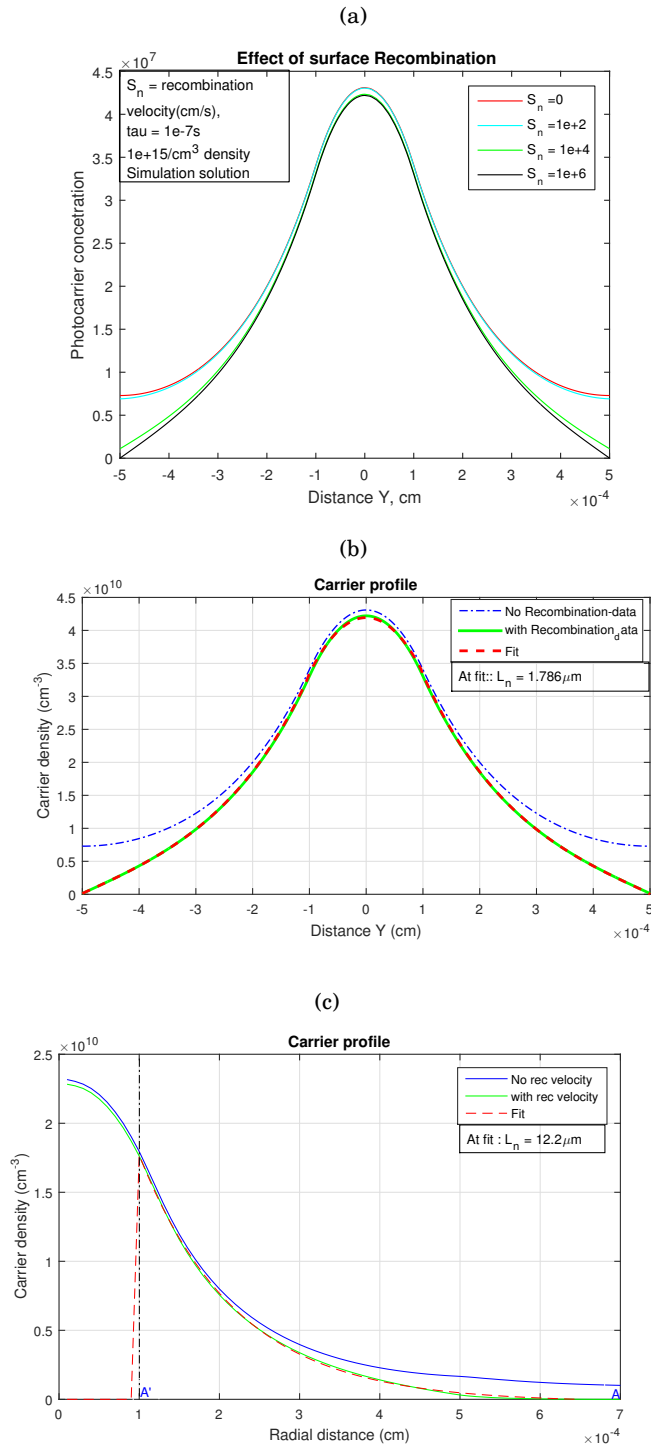 (a)
Effect of surface Recombination
×10^7
S_n = recombination
velocity(cm/s),
tau = 1e-7s
1e+15/cm^3 density
Simulation solution
S_n =0
S_n =1e+2
S_n = 1e+4
S_n =1e+6
Photocarrier concetration
4.5
4
3.5
3
2.5
2
1.5
1
0.5
0
-5 -4 -3 -2 -1 0 1 2 3 4 5
Distance Y, cm
×10^-4
(b)
Carrier profile
×10^10
No Recombination-data
with Recombination_data
Fit
At fit:: L_n = 1.786μm
Carrier density (cm^-3)
4.5
4
3.5
3
2.5
2
1.5
1
0.5
0
-5 -4 -3 -2 -1 0 1 2 3 4 5
Distance Y (cm)
×10^-4
(c)
Carrier profile
×10^10
No rec velocity
with rec velocity
Fit
At fit : L_n = 12.2μm
Carrier density (cm^-3)
2.5
2
1.5
1
0.5
0
A'
A
0 1 2 3 4 5 6 7
Radial distance (cm)
×10^-4